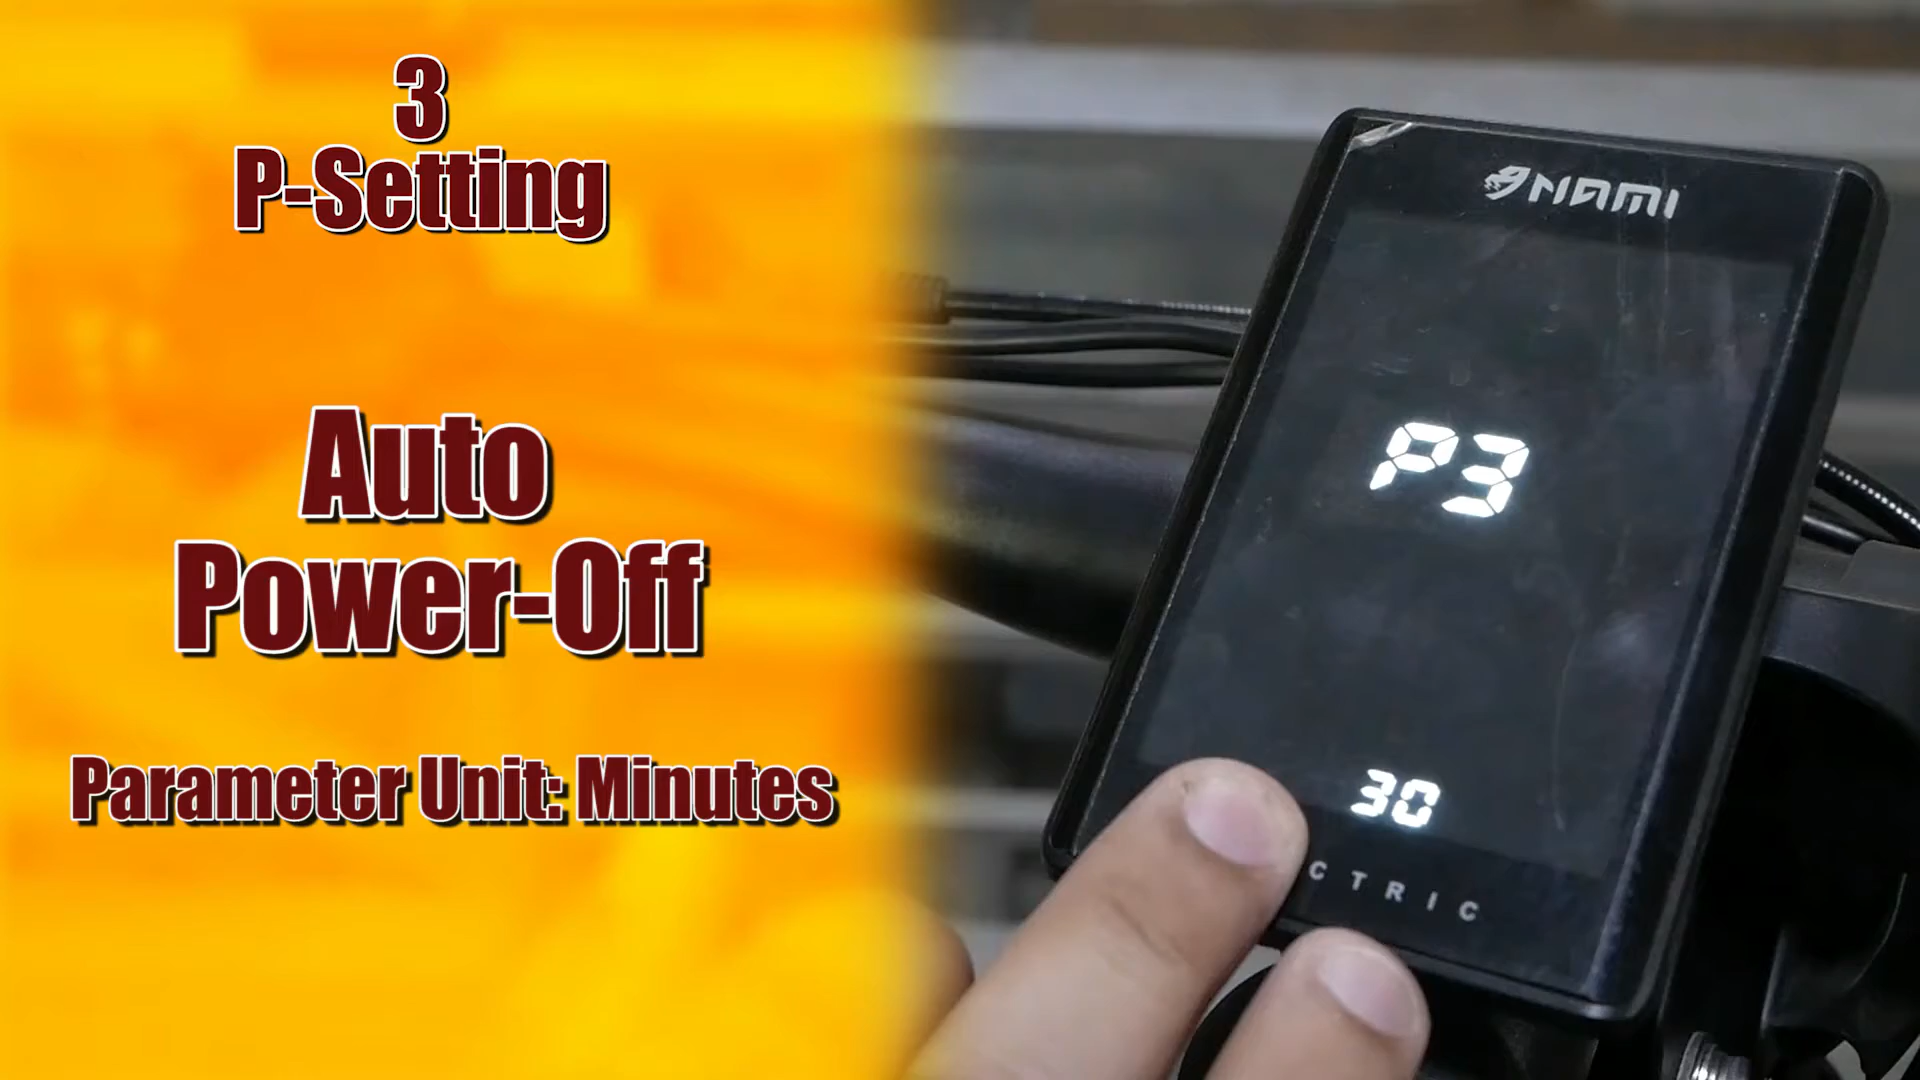 3
P-Setting
Auto
Power-Off
Parameter Unit: Minutes
NAMI
P3
30
CTRIC